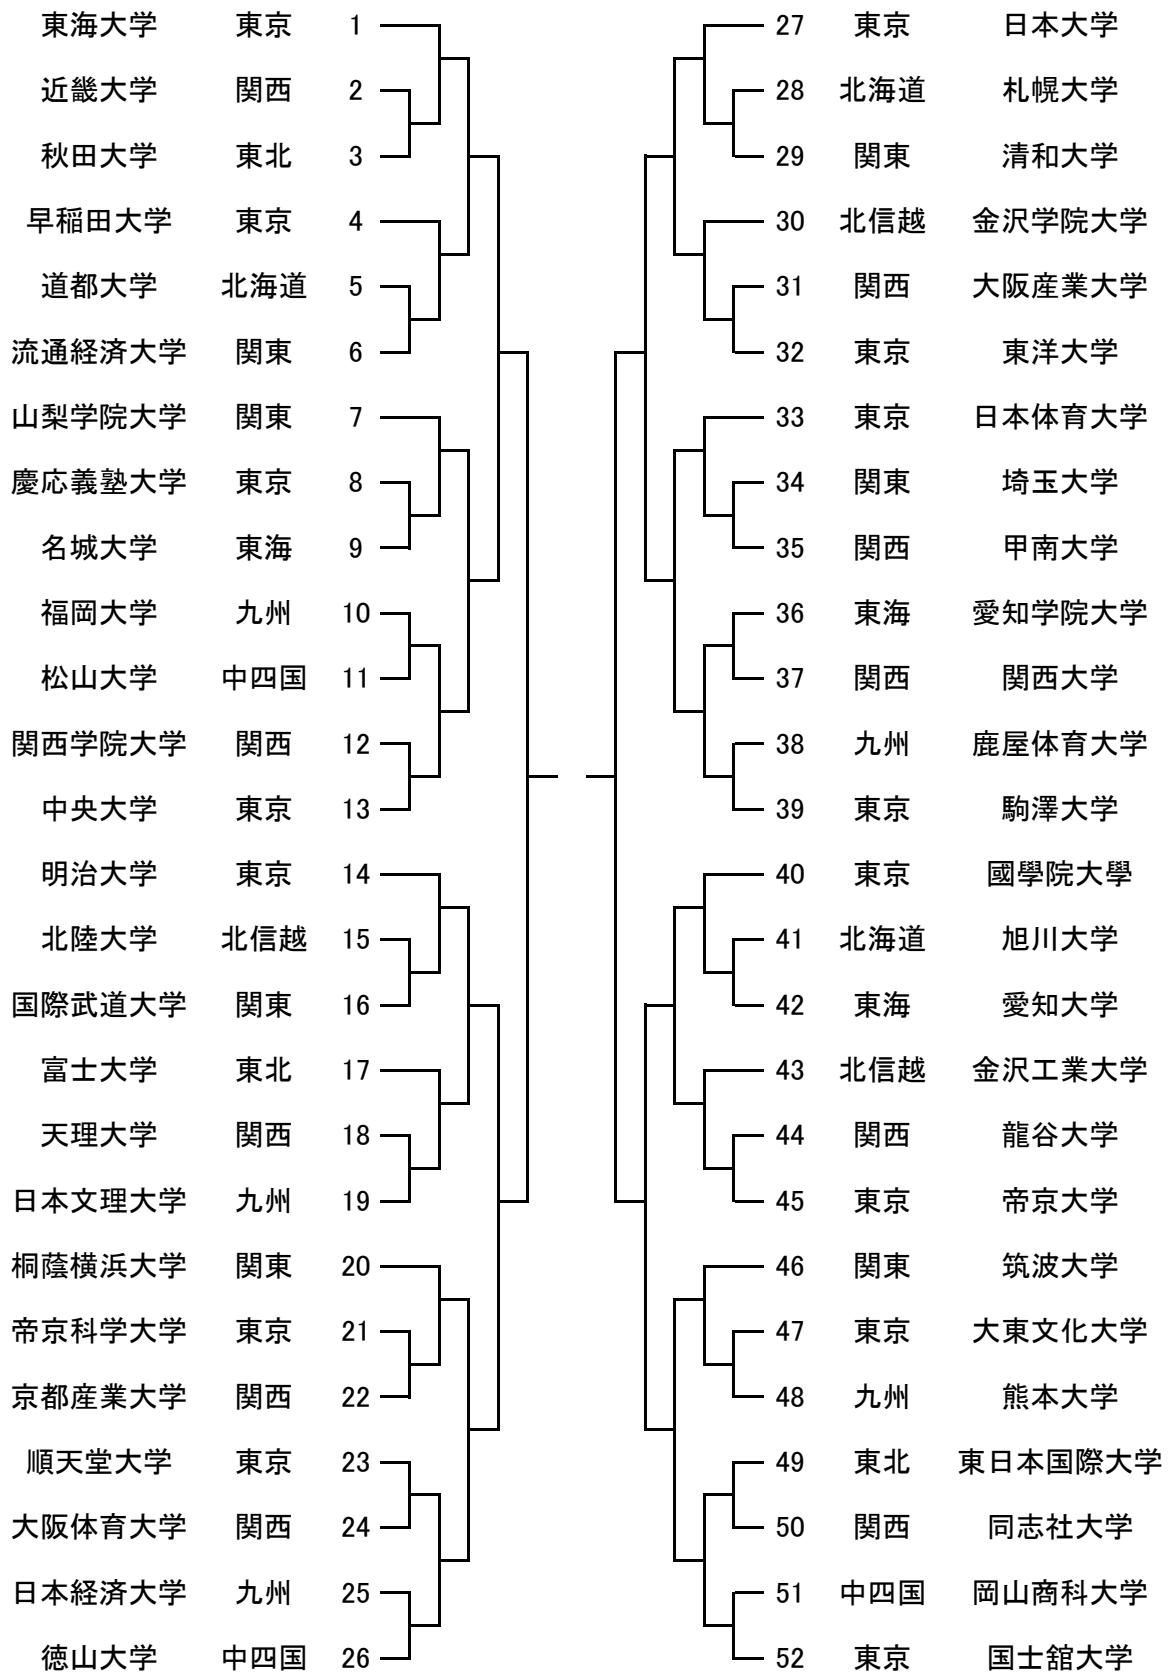 東海大学 東京 1 27 東京 日本大学
近畿大学 関西 2 28 北海道 札幌大学
秋田大学 東北 3 29 関東 清和大学
早稲田大学 東京 4 30 北信越 金沢学院大学
道都大学 北海道 5 31 関西 大阪産業大学
流通経済大学 関東 6 32 東京 東洋大学
山梨学院大学 関東 7 33 東京 日本体育大学
慶応義塾大学 東京 8 34 関東 埼玉大学
名城大学 東海 9 35 関西 甲南大学
福岡大学 九州 10 36 東海 愛知学院大学
松山大学 中四国 11 37 関西 関西大学
関西学院大学 関西 12 38 九州 鹿屋体育大学
中央大学 東京 13 39 東京 駒澤大学
明治大学 東京 14 40 東京 國學院大學
北陸大学 北信越 15 41 北海道 旭川大学
国際武道大学 関東 16 42 東海 愛知大学
富士大学 東北 17 43 北信越 金沢工業大学
天理大学 関西 18 44 関西 龍谷大学
日本文理大学 九州 19 45 東京 帝京大学
桐蔭横浜大学 関東 20 46 関東 筑波大学
帝京科学大学 東京 21 47 東京 大東文化大学
京都産業大学 関西 22 48 九州 熊本大学
順天堂大学 東京 23 49 東北 東日本国際大学
大阪体育大学 関西 24 50 関西 同志社大学
日本経済大学 九州 25 51 中四国 岡山商科大学
徳山大学 中四国 26 52 東京 国士舘大学